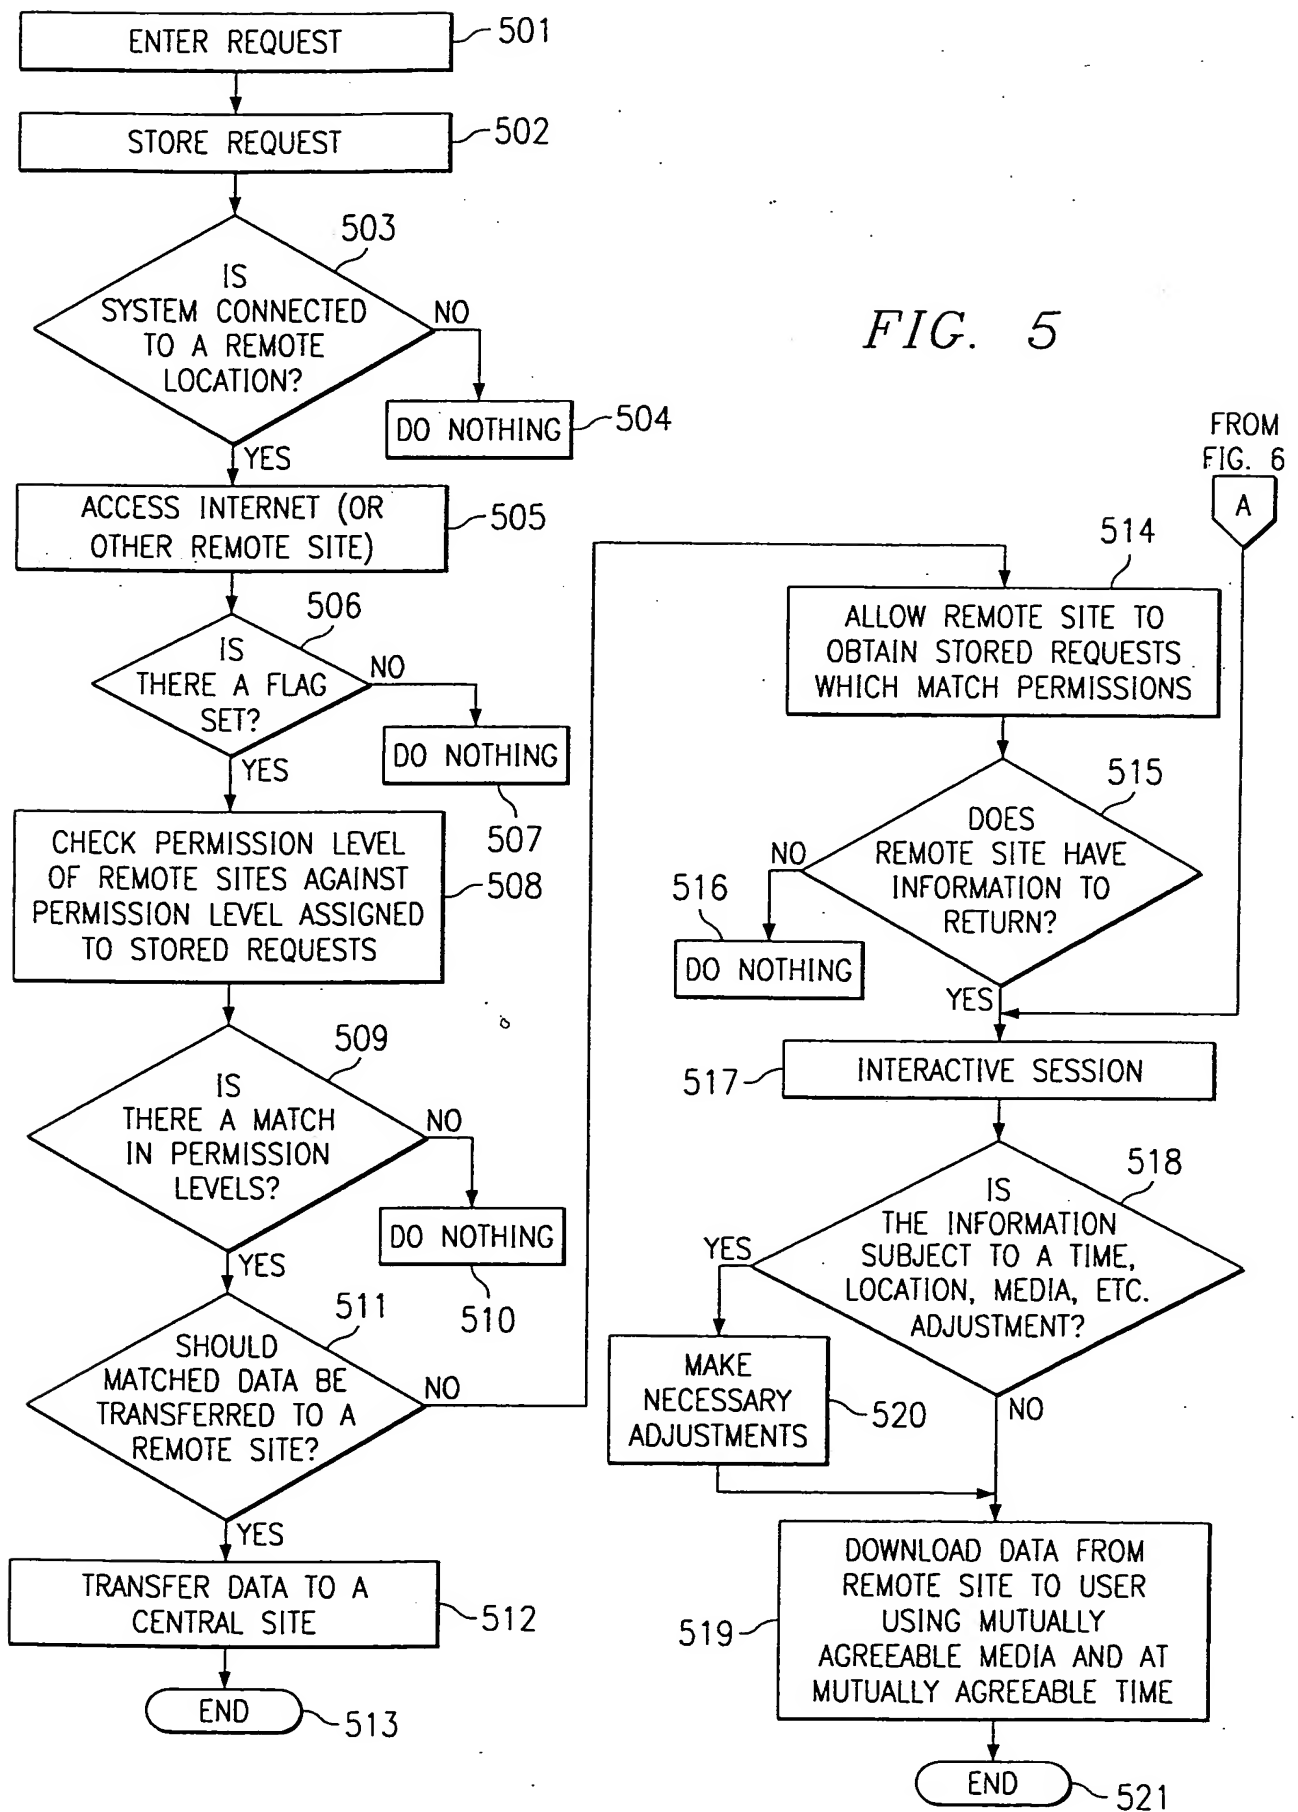 ENTER REQUEST
501
STORE REQUEST
502
503
IS
SYSTEM CONNECTED
TO A REMOTE
LOCATION?
NO
DO NOTHING
504
YES
ACCESS INTERNET (OR
OTHER REMOTE SITE)
505
506
IS
THERE A FLAG
SET?
NO
DO NOTHING
507
YES
CHECK PERMISSION LEVEL
OF REMOTE SITES AGAINST
PERMISSION LEVEL ASSIGNED
TO STORED REQUESTS
508
509
IS
THERE A MATCH
IN PERMISSION
LEVELS?
NO
DO NOTHING
510
YES
511
SHOULD
MATCHED DATA BE
TRANSFERRED TO A
REMOTE SITE?
NO
YES
TRANSFER DATA TO A
CENTRAL SITE
512
END
513
FIG. 5
FROM
FIG. 6
A
514
ALLOW REMOTE SITE TO
OBTAIN STORED REQUESTS
WHICH MATCH PERMISSIONS
515
DOES
REMOTE SITE HAVE
INFORMATION TO
RETURN?
NO
516
DO NOTHING
YES
517
INTERACTIVE SESSION
518
IS
THE INFORMATION
SUBJECT TO A TIME,
LOCATION, MEDIA, ETC.
ADJUSTMENT?
YES
MAKE
NECESSARY
ADJUSTMENTS
520
NO
DOWNLOAD DATA FROM
REMOTE SITE TO USER
USING MUTUALLY
AGREEABLE MEDIA AND AT
MUTUALLY AGREEABLE TIME
519
END
521